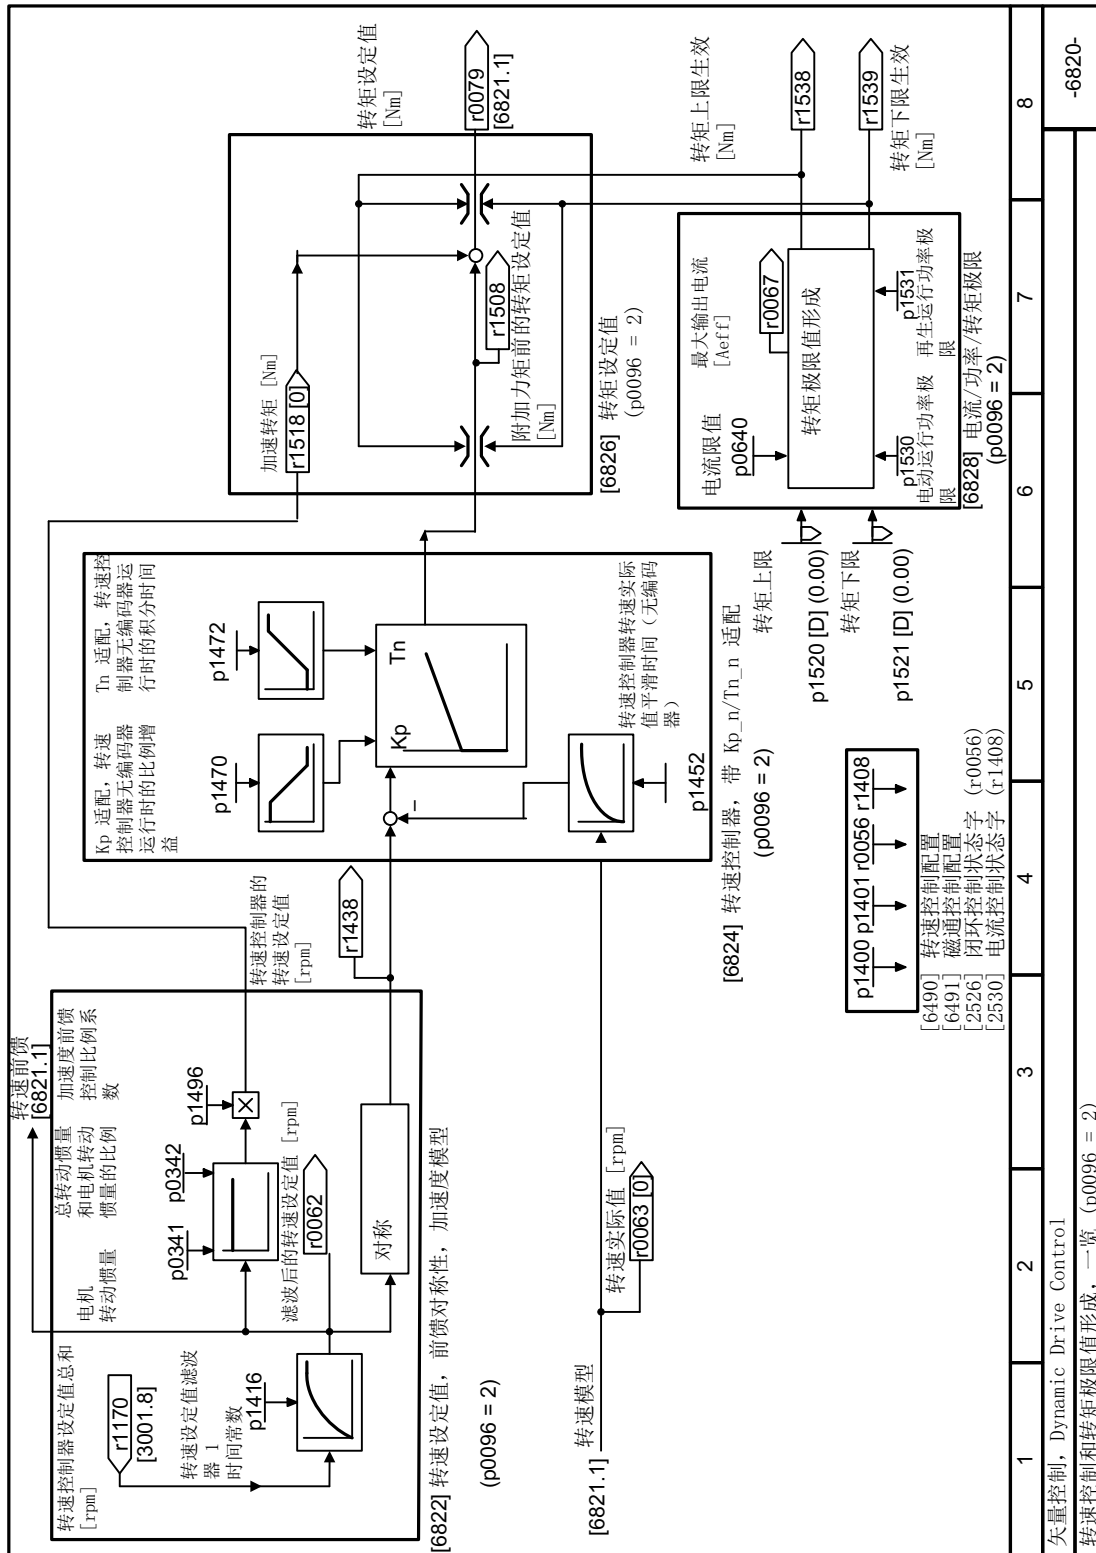 转速控制器设定值总和
[rpm]
r1170
[3001.8]
转速设定值滤波
器 1
时间常数
p1416
转速前馈
[6821.1]
电机
转动惯量
p0341
总转动惯量
和电机转动
惯量的比例
p0342
加速度前馈
控制比例系
数
p1496
滤波后的转速设定值 [rpm]
r0062
对称
[6822] 转速设定值, 前馈对称性, 加速度模型
(p0096 = 2)
转速控制器的
转速设定值
[rpm]
r1438
[6821.1] 转速模型
转速实际值 [rpm]
r0063 [0]
Kp 适配, 转速
控制器无编码器
运行时的比例增
益
p1470
Tn 适配, 转速控
制器无编码器运
行时的积分时间
p1472
Kp
Tn
−
转速控制器转速实际
值平滑时间（无编码
器）
p1452
[6824] 转速控制器, 带 Kp_n/Tn_n 适配
(p0096 = 2)
加速转矩 [Nm]
r1518 [0]
附加力矩前的转矩设定值
[Nm]
r1508
转矩设定值
[Nm]
r0079
[6821.1]
[6826] 转矩设定值
(p0096 = 2)
转矩上限
p1520 [D] (0.00)
转矩下限
p1521 [D] (0.00)
电流限值
p0640
最大输出电流
[Aeff]
r0067
转矩极限值形成
p1530
电动运行功率极
限
p1531
再生运行功率极
限
[6828] 电流/功率/转矩极限
(p0096 = 2)
转矩上限生效
[Nm]
r1538
r1539
转矩下限生效
[Nm]
p1400 p1401 r0056 r1408
[6490] 转速控制配置
[6491] 磁通控制配置
[2526] 闭环控制状态字 (r0056)
[2530] 电流控制状态字 (r1408)
1 2 3 4 5 6 7 8
矢量控制, Dynamic Drive Control
转速控制和转矩极限值形成, 一览 (p0096 = 2)
-6820-